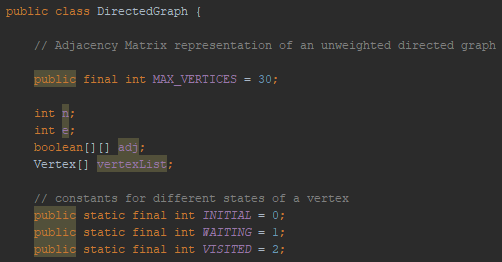 public class DirectedGraph {
// Adjacency Matrix representation of an unweighted directed graph
public final int MAX_VERTICES = 30;
int n;
int e;
boolean[][] adj;
Vertex[] vertexList;
// constants for different states of a vertex
public static final int INITIAL = 0;
public static final int WAITING = 1;
public static final int VISITED = 2;